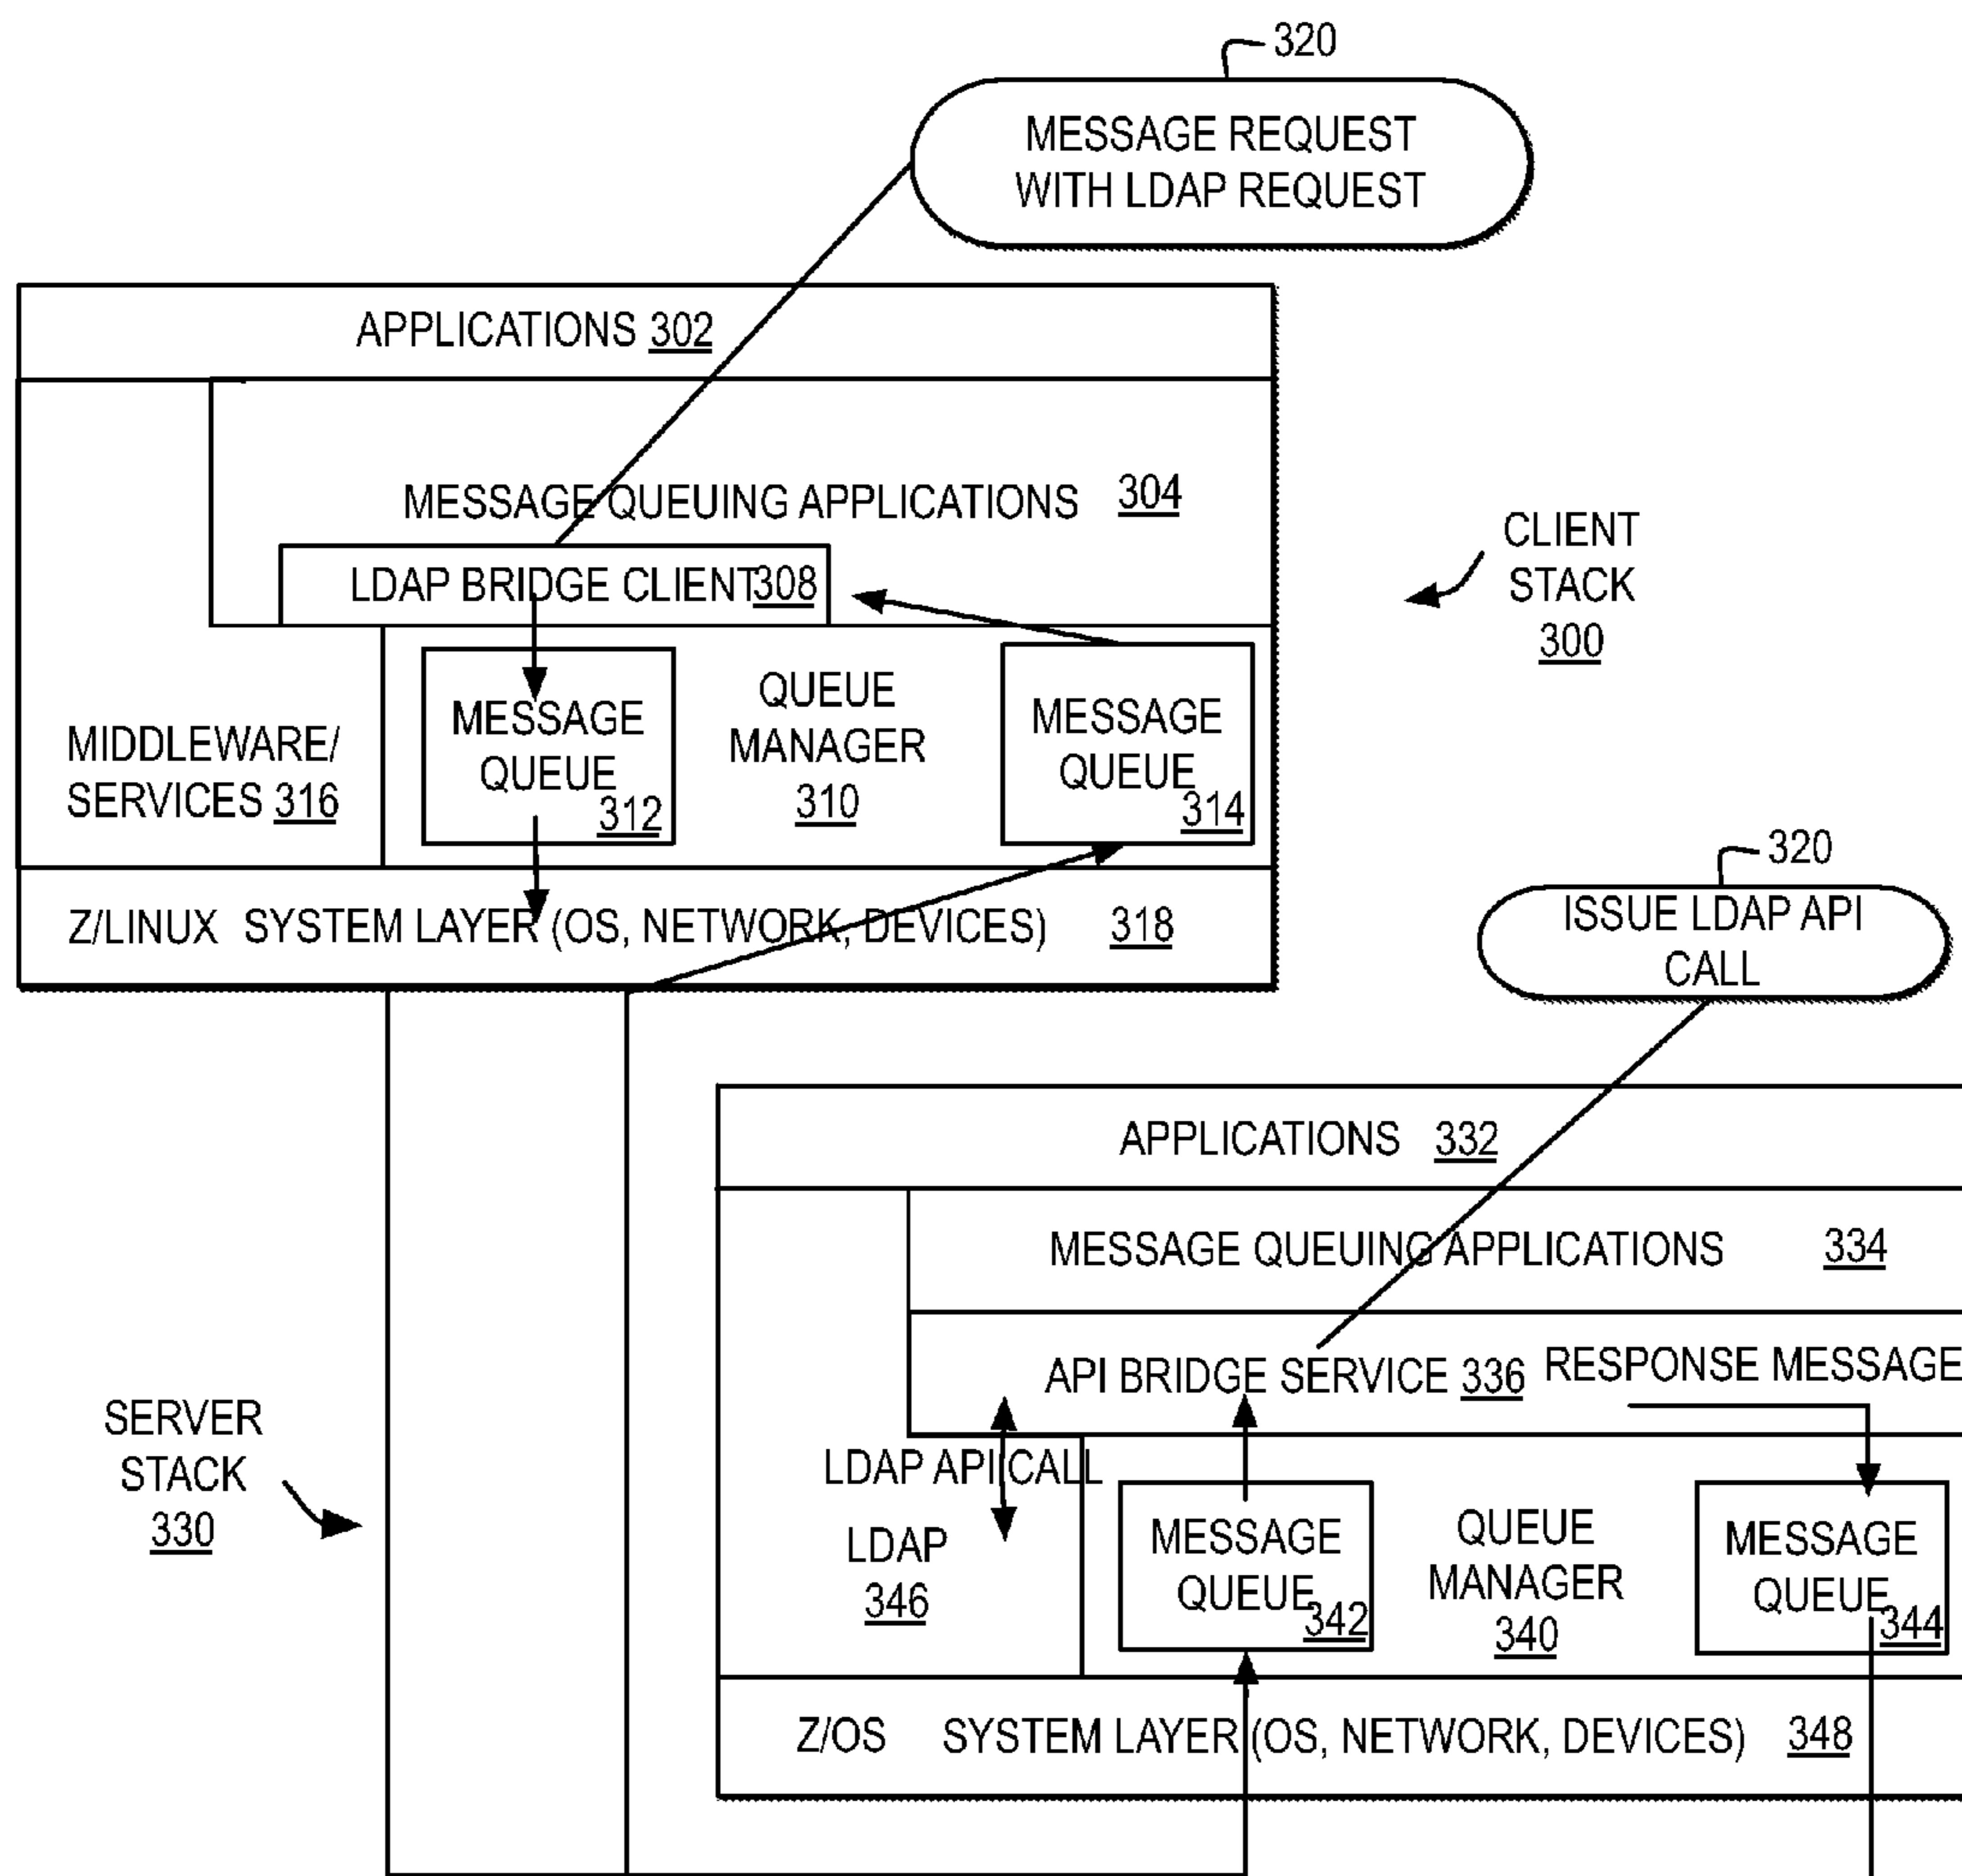 320
MESSAGE REQUEST
WITH LDAP REQUEST
APPLICATIONS 302
MESSAGE QUEUING APPLICATIONS 304
LDAP BRIDGE CLIENT 308
CLIENT
STACK
300
MIDDLEWARE/
SERVICES 316
MESSAGE
QUEUE
312
QUEUE
MANAGER
310
MESSAGE
QUEUE
314
Z/LINUX SYSTEM LAYER (OS, NETWORK, DEVICES) 318
320
ISSUE LDAP API
CALL
APPLICATIONS 332
MESSAGE QUEUING APPLICATIONS 334
API BRIDGE SERVICE 336
RESPONSE MESSAGE
SERVER
STACK
330
LDAP API CALL
LDAP
346
MESSAGE
QUEUE
342
QUEUE
MANAGER
340
MESSAGE
QUEUE
344
Z/OS SYSTEM LAYER (OS, NETWORK, DEVICES) 348